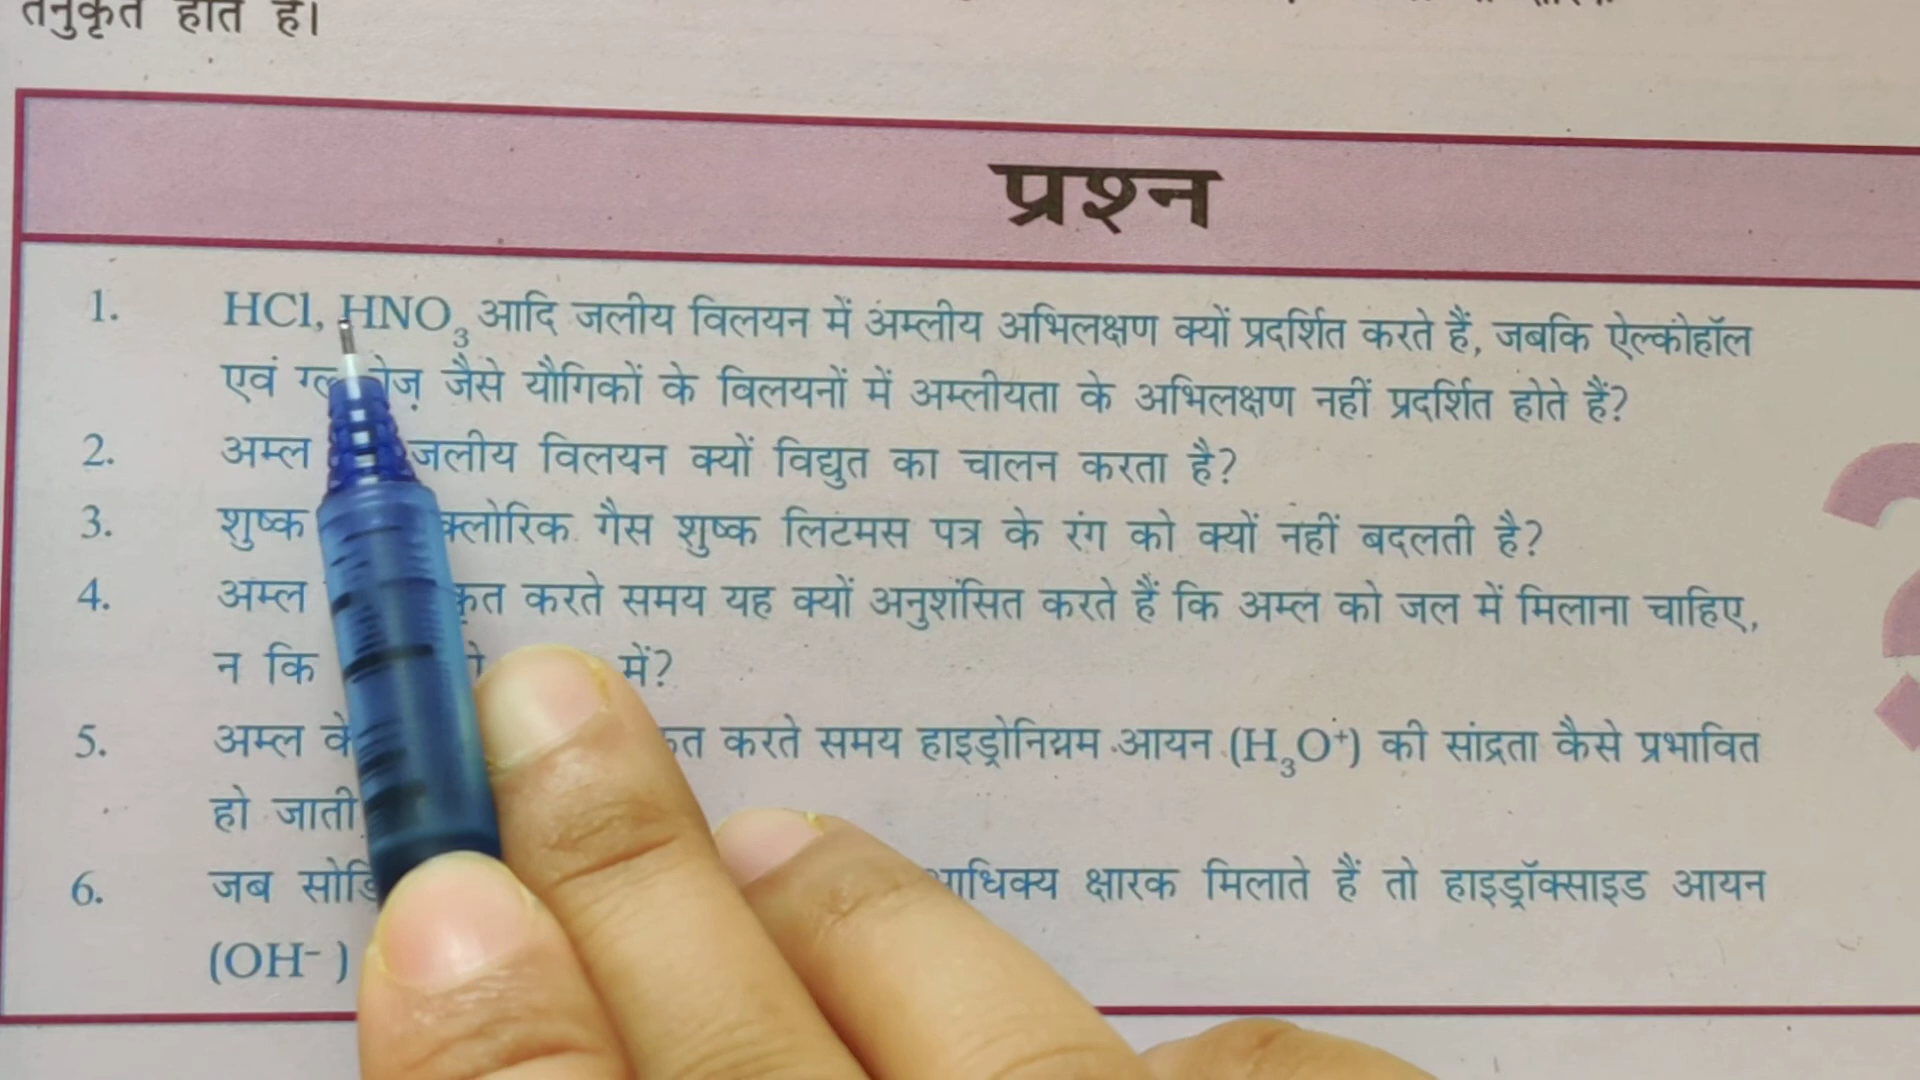 तनुकृत होते हैं।
प्रश्न
1. HCl, HNO₃ आदि जलीय विलयन में अम्लीय अभिलक्षण क्यों प्रदर्शित करते हैं, जबकि ऐल्कोहॉल
एवं जैसे यौगिकों के विलयनों में अम्लीयता के अभिलक्षण नहीं प्रदर्शित होते हैं?
2. अम्ल जलीय विलयन क्यों विद्युत का चालन करता है?
3. शुष्क गैस शुष्क लिटमस पत्र के रंग को क्यों नहीं बदलती है?
4. अम्ल करते समय यह क्यों अनुशंसित करते हैं कि अम्ल को जल में मिलाना चाहिए,
न कि में?
5. अम्ल के करते समय हाइड्रोनियम आयन (H₃O⁺) की सांद्रता कैसे प्रभावित
हो जाती
6. जब आधिक्य क्षारक मिलाते हैं तो हाइड्रॉक्साइड आयन
(OH⁻)